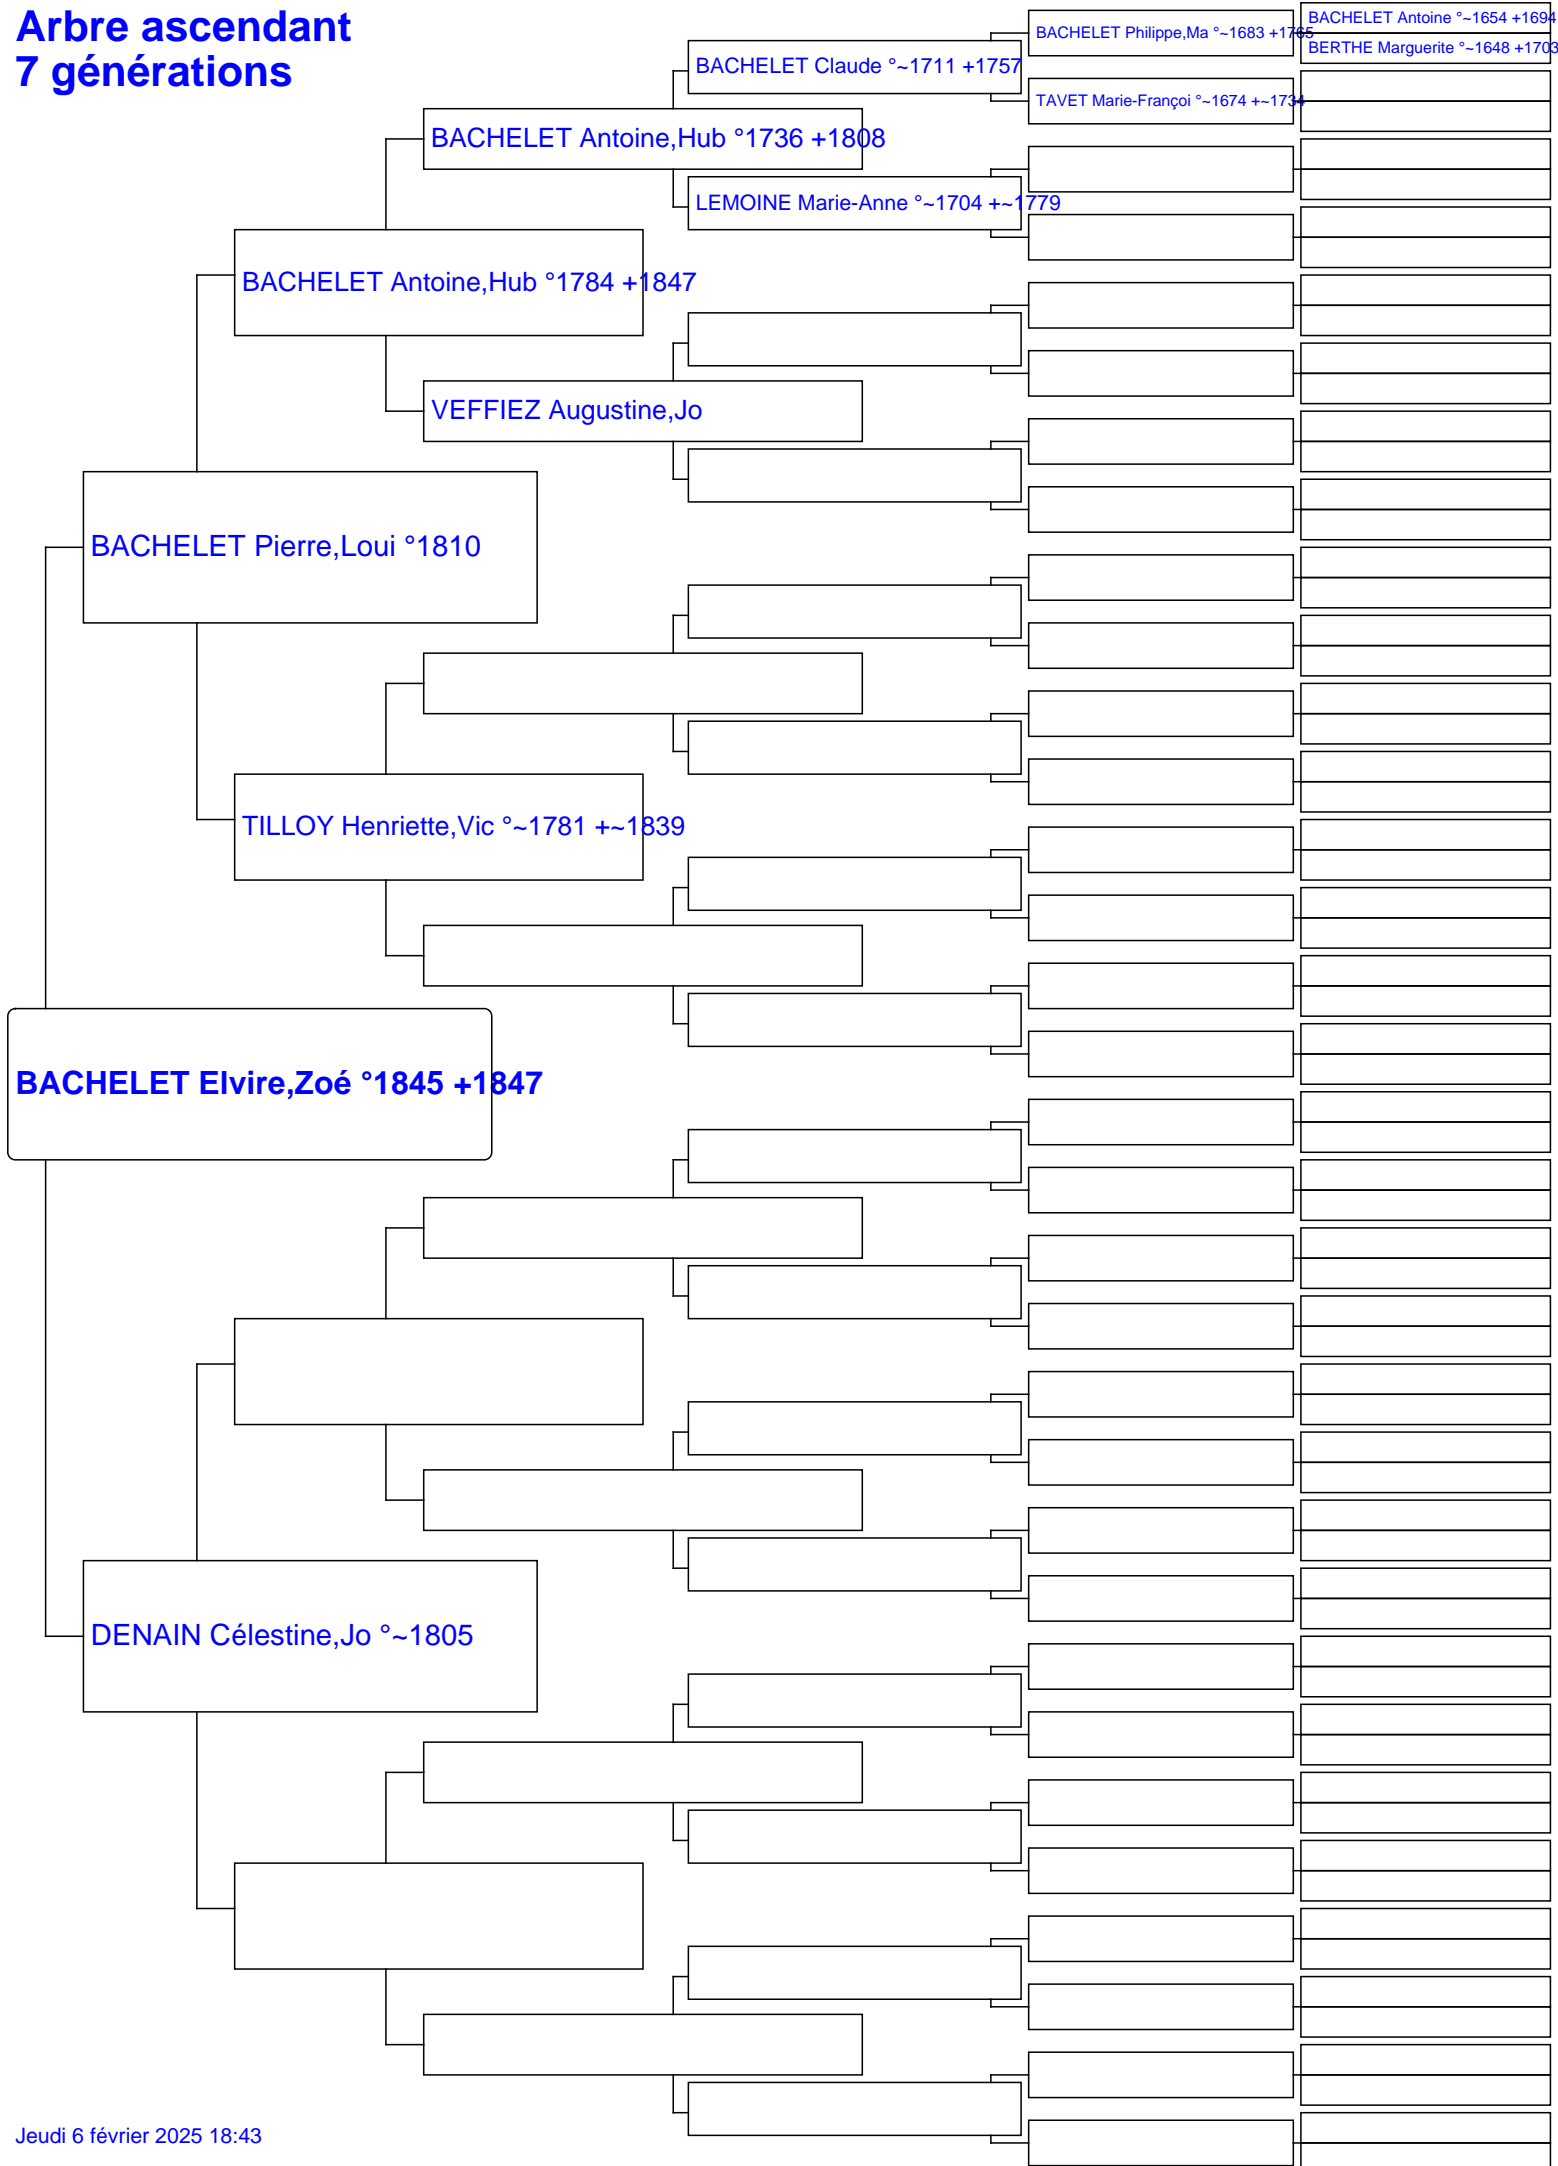 Arbre ascendant
7 générations
BACHELET Antoine °~1654 +1694
BACHELET Philippe,Ma °~1683 +1765
BERTHE Marguerite °~1648 +1703
BACHELET Claude °~1711 +1757
TAVET Marie-Françoi °~1674 +~1734
BACHELET Antoine,Hub °1736 +1808
LEMOINE Marie-Anne °~1704 +~1779
BACHELET Antoine,Hub °1784 +1847
VEFFIEZ Augustine,Jo
BACHELET Pierre,Loui °1810
TILLOY Henriette,Vic °~1781 +~1839
BACHELET Elvire,Zoé °1845 +1847
DENAIN Célestine,Jo °~1805
Jeudi 6 février 2025 18:43